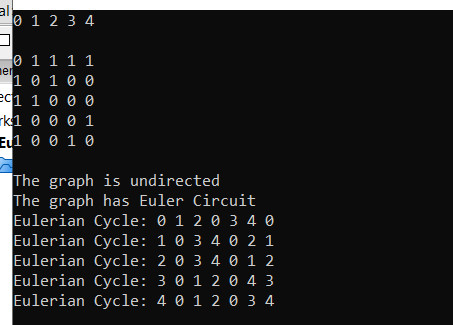 al
0 1 2 3 4
0 1 1 1 1
1 0 1 0 0
1 1 0 0 0
1 0 0 0 1
1 0 0 1 0
The graph is undirected
The graph has Euler Circuit
Eulerian Cycle: 0 1 2 0 3 4 0
Eulerian Cycle: 1 0 3 4 0 2 1
Eulerian Cycle: 2 0 3 4 0 1 2
Eulerian Cycle: 3 0 1 2 0 4 3
Eulerian Cycle: 4 0 1 2 0 3 4